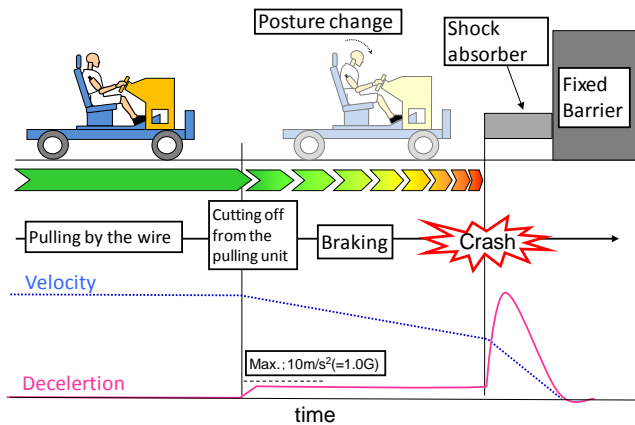 Posture change
Shock
absorber
Fixed
Barrier
Pulling by the wire
Cutting off
from the
pulling unit
Braking
Crash
Velocity
Max.; 10m/s²(=1.0G)
Decelertion
time